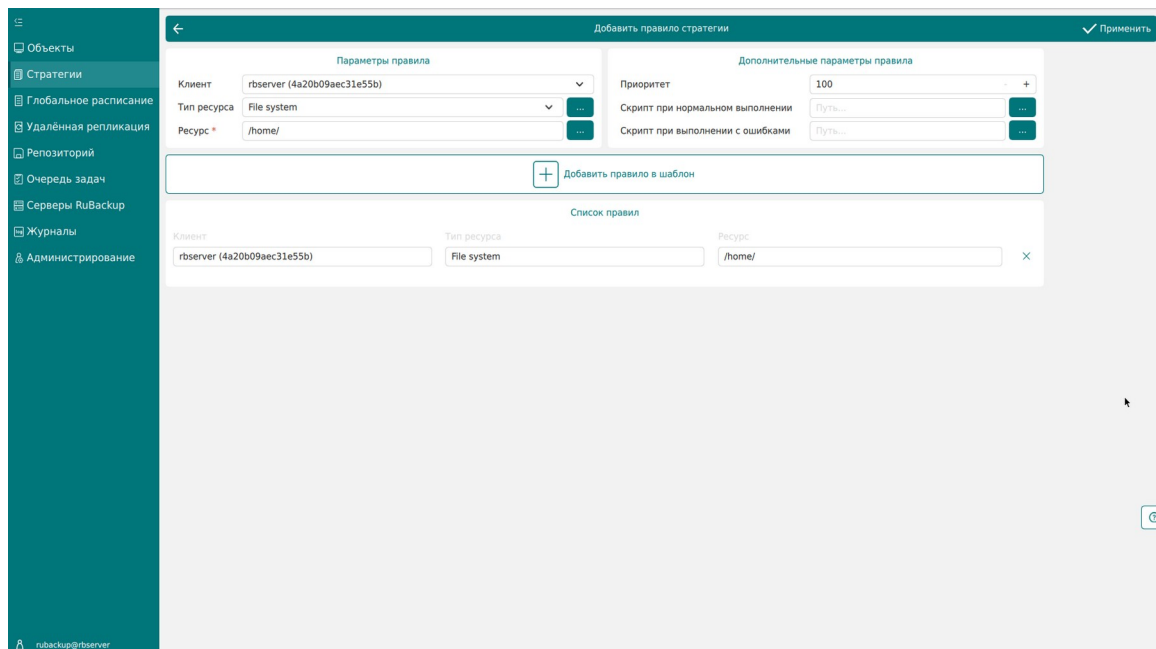 Объекты
Стратегии
Глобальное расписание
Удалённая репликация
Репозиторий
Очередь задач
Серверы RuBackup
Журналы
Администрирование
rubackup@rbserver
Добавить правило стратегии
Применить
Параметры правила
Клиент rbserver (4a20b09aec31e55b)
Тип ресурса File system ...
Ресурс * /home/ ...
Дополнительные параметры правила
Приоритет 100 - +
Скрипт при нормальном выполнении Путь... ...
Скрипт при выполнении с ошибками Путь... ...
Добавить правило в шаблон
Список правил
Клиент Тип ресурса Ресурс
rbserver (4a20b09aec31e55b) File system /home/